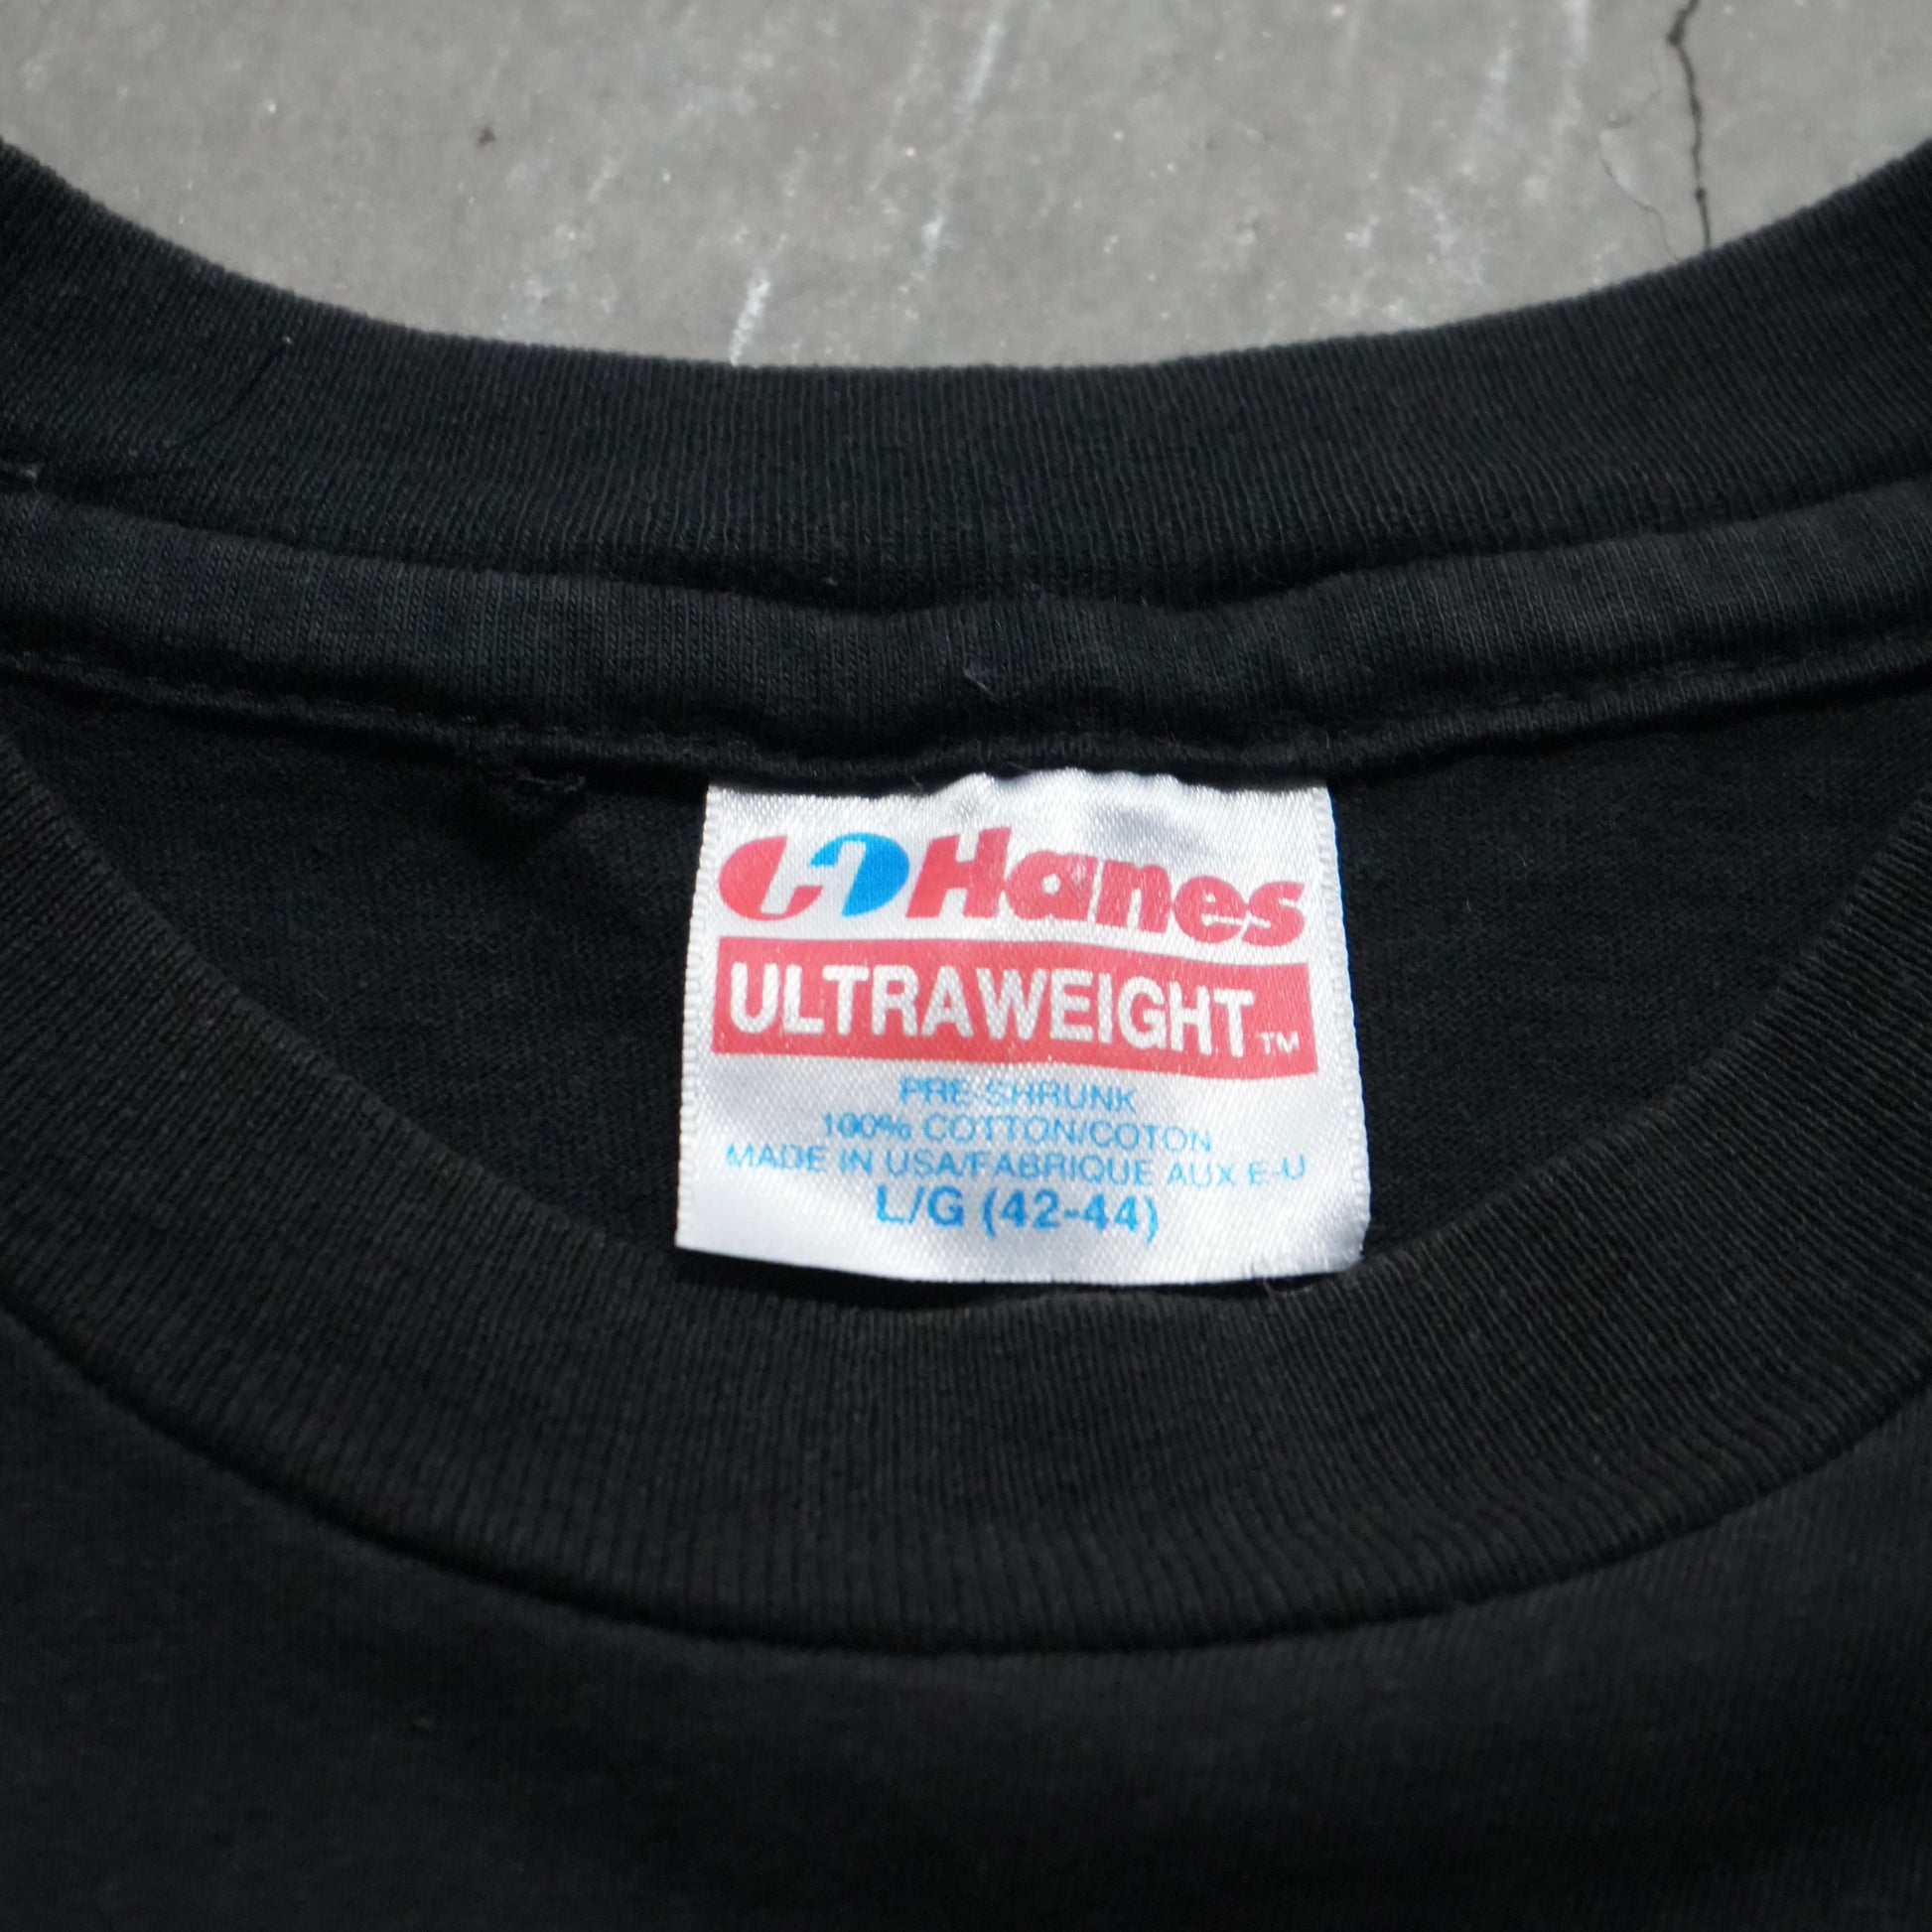 Hanes
ULTRAWEIGHT™
PRE-SHRUNK
100% COTTON/COTON
MADE IN USA/FABRIQUE AUX E-U
L/G (42-44)